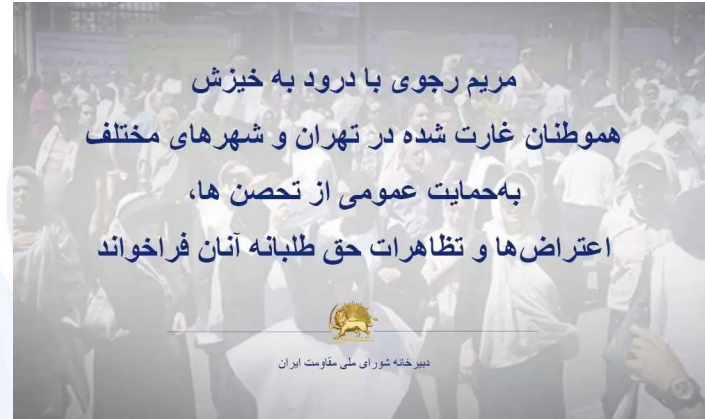 مریم رجوی با درود به خیزش
هموطنان غارت شده در تهران و شهرهای مختلف
به‌حمایت عمومی از تحصن ها،
اعتراض‌ها و تظاهرات حق طلبانه آنان فراخواند
دبیرخانه شورای ملی مقاومت ایران